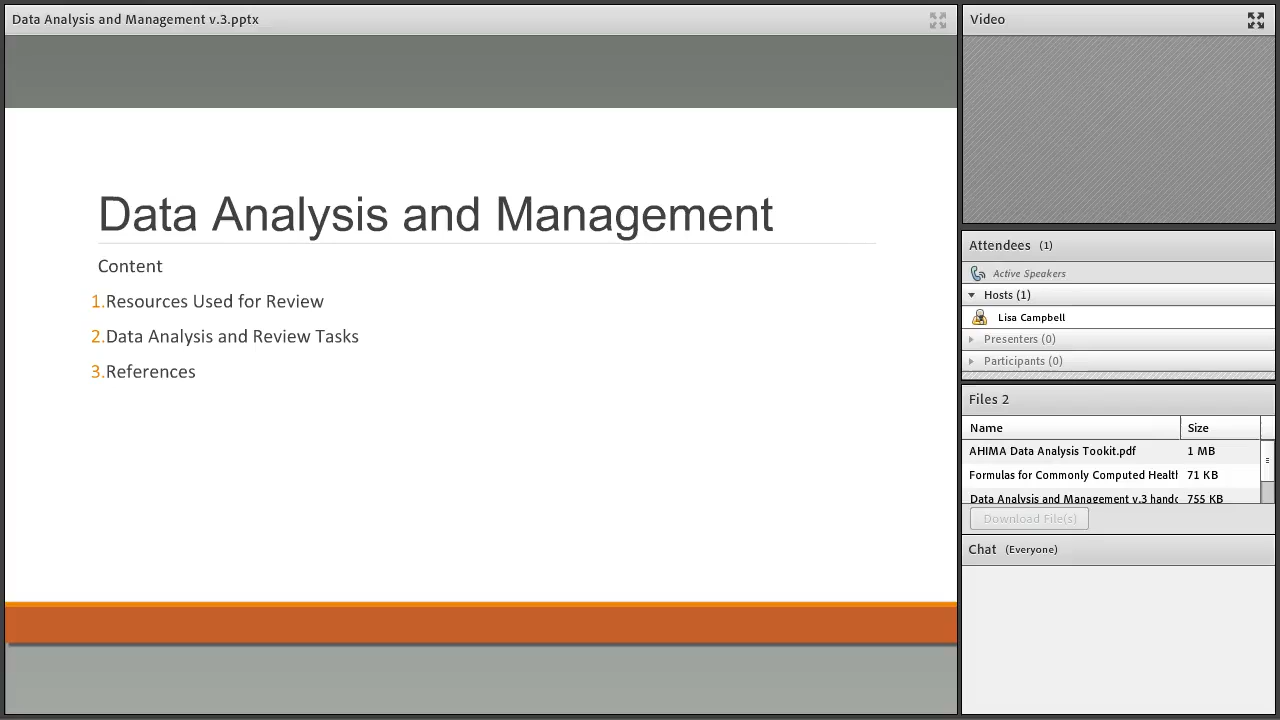 Data Analysis and Management v.3.pptx
Data Analysis and Management
Content
1.Resources Used for Review
2.Data Analysis and Review Tasks
3.References
Video
Attendees (1)
Active Speakers
Hosts (1)
Lisa Campbell
Presenters (0)
Participants (0)
Files 2
Name Size
AHIMA Data Analysis Tookit.pdf 1 MB
Formulas for Commonly Computed Healtl 71 KB
Data Analysis and Management v.3 handc 755 KB
Download File(s)
Chat (Everyone)